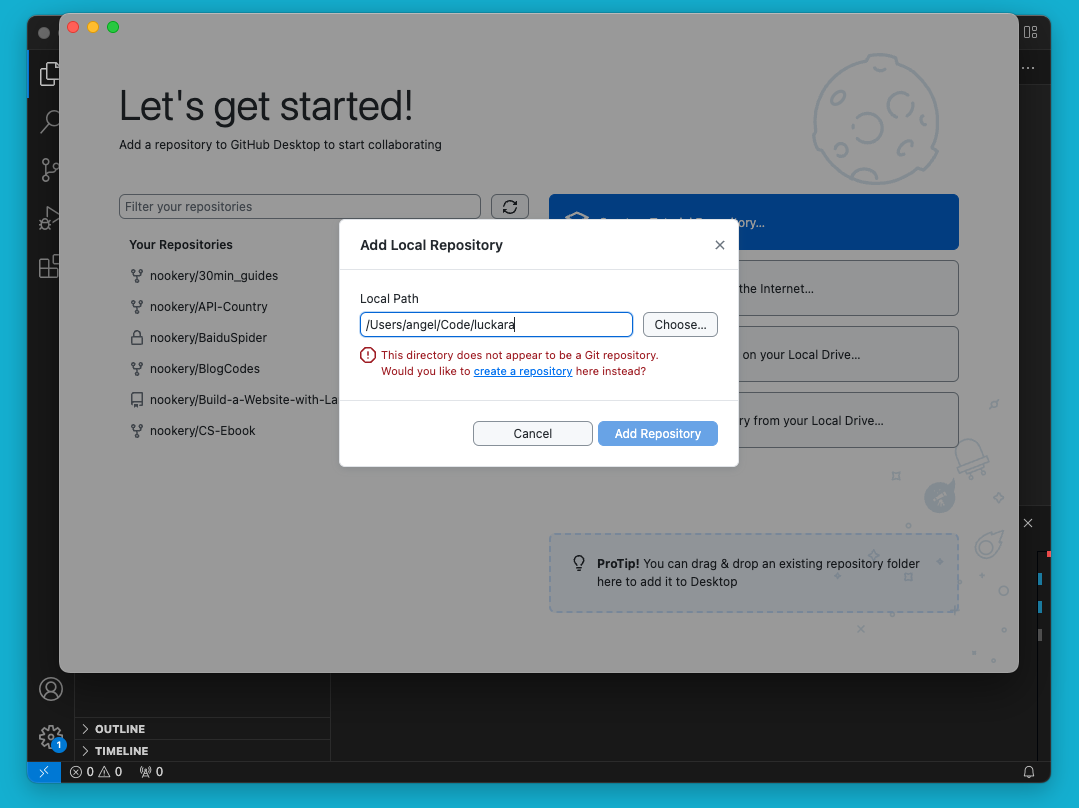 Let's get started!
Add a repository to GitHub Desktop to start collaborating
Filter your repositories
Your Repositories
nookery/30min_guides
nookery/API-Country
nookery/BaiduSpider
nookery/BlogCodes
nookery/Build-a-Website-with-La
nookery/CS-Ebook
ory...
the Internet...
on your Local Drive...
ry from your Local Drive...
Add Local Repository
Local Path
/Users/angel/Code/luckara
Choose...
This directory does not appear to be a Git repository.
Would you like to create a repository here instead?
Cancel
Add Repository
ProTip! You can drag & drop an existing repository folder
here to add it to Desktop
OUTLINE
TIMELINE
1
0 0 0